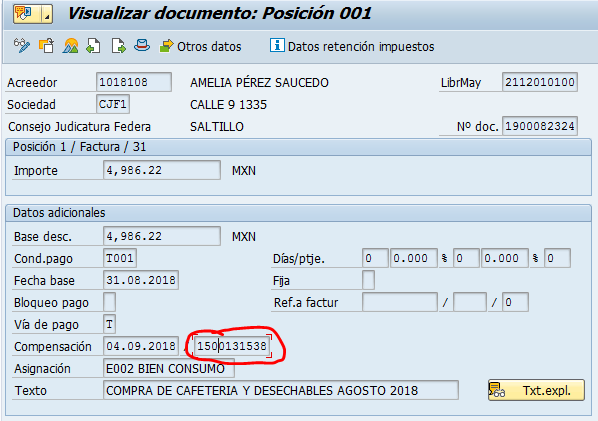 Visualizar documento: Posición 001
Otros datos Datos retención impuestos
Acreedor 1018108 AMELIA PÉREZ SAUCEDO LibrMay 2112010100
Sociedad CJF1 CALLE 9 1335
Consejo Judicatura Federa SALTILLO Nº doc. 1900082324
Posición 1 / Factura / 31
Importe 4,986.22 MXN
Datos adicionales
Base desc. 4,986.22 MXN
Cond.pago T001 Días/ptje. 0 0.000 % 0 0.000 % 0
Fecha base 31.08.2018 Fija
Bloqueo pago Ref.a factur / / 0
Vía de pago T
Compensación 04.09.2018 , 1500131538
Asignación E002 BIEN CONSUMO
Texto COMPRA DE CAFETERIA Y DESECHABLES AGOSTO 2018 Txt.expl.